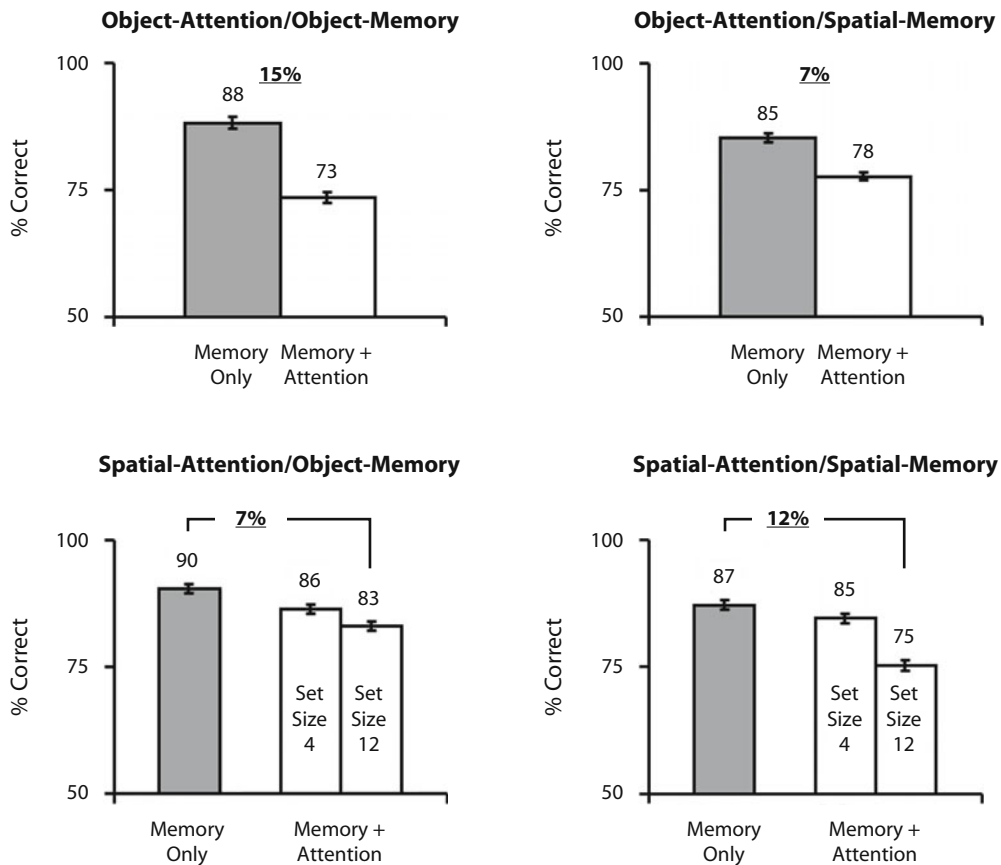 Object-Attention/Object-Memory
100
15%
88
73
75
50
% Correct
Memory Only
Memory + Attention
Object-Attention/Spatial-Memory
100
7%
85
78
75
50
% Correct
Memory Only
Memory + Attention
Spatial-Attention/Object-Memory
7%
100
90
86
83
75
Set Size 4
Set Size 12
50
% Correct
Memory Only
Memory + Attention
Spatial-Attention/Spatial-Memory
12%
100
87
85
75
75
Set Size 4
Set Size 12
50
% Correct
Memory Only
Memory + Attention